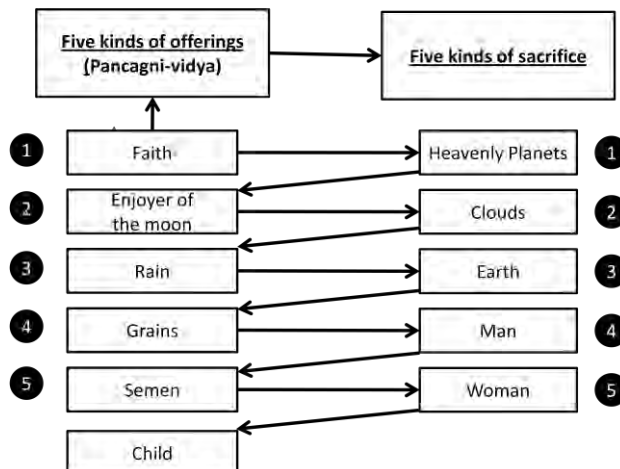 Five kinds of offerings
(Pancagni-vidya)
Five kinds of sacrifice
1 Faith Heavenly Planets 1
2 Enjoyer of
the moon Clouds 2
3 Rain Earth 3
4 Grains Man 4
5 Semen Woman 5
Child